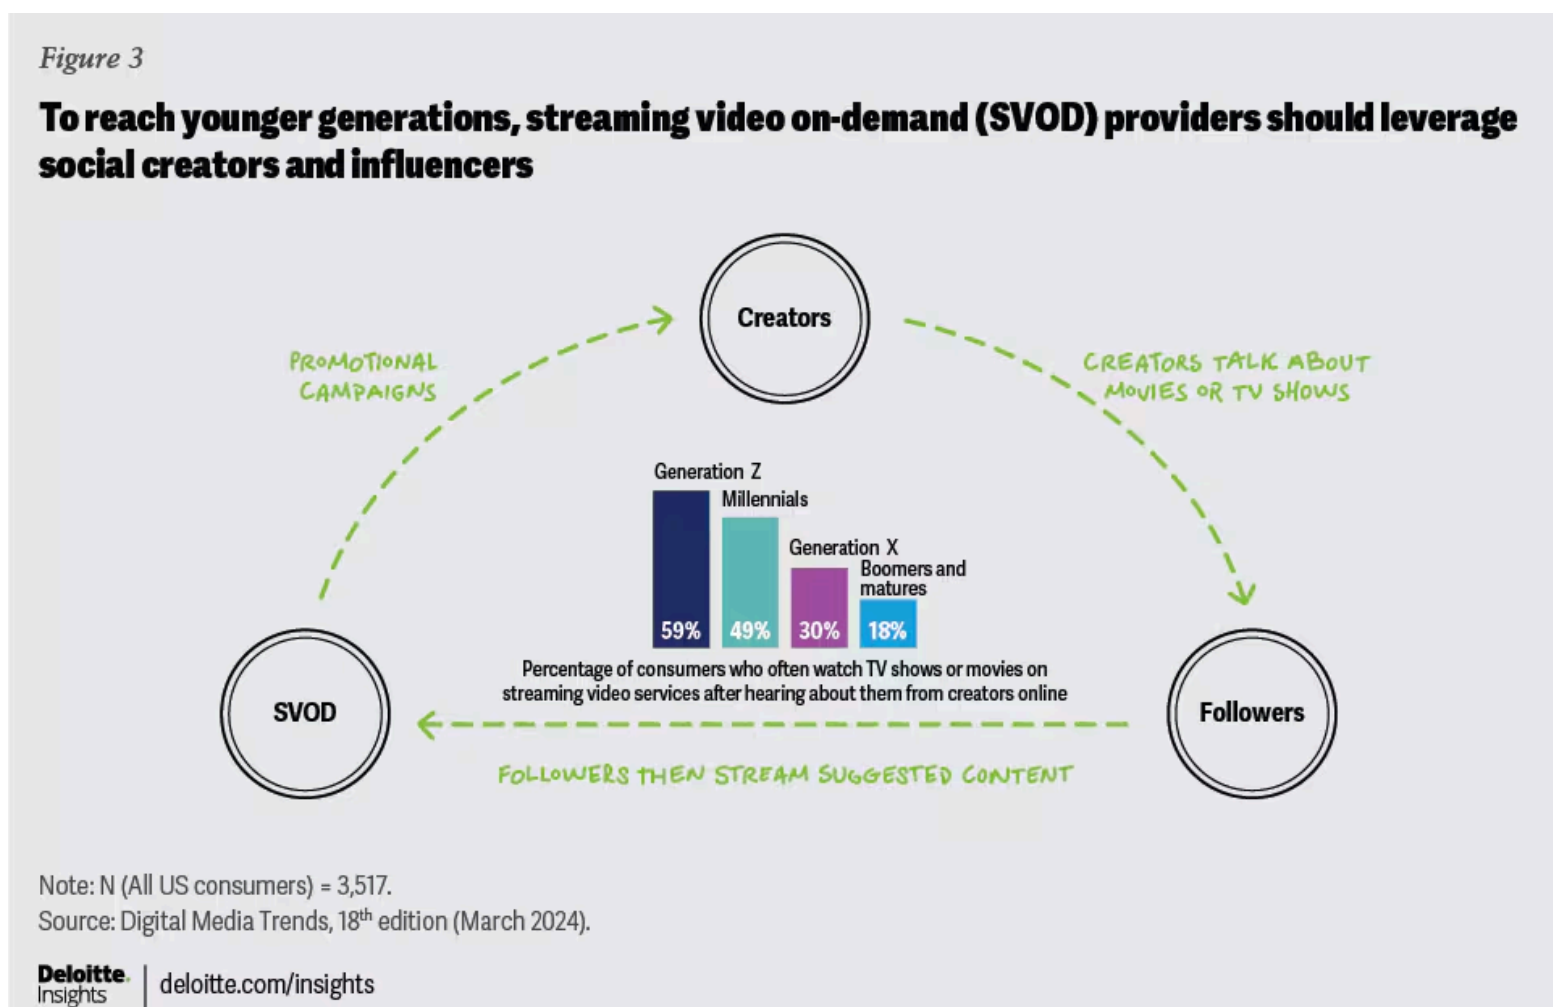 Figure 3
To reach younger generations, streaming video on-demand (SVOD) providers should leverage
social creators and influencers
Creators
PROMOTIONAL
CAMPAIGNS
CREATORS TALK ABOUT
MOVIES OR TV SHOWS
Generation Z
Millennials
Generation X
Boomers and
matures
59%
49%
30%
18%
Percentage of consumers who often watch TV shows or movies on
streaming video services after hearing about them from creators online
SVOD
Followers
FOLLOWERS THEN STREAM SUGGESTED CONTENT
Note: N (All US consumers) = 3,517.
Source: Digital Media Trends, 18th edition (March 2024).
Deloitte.
Insights
deloitte.com/insights